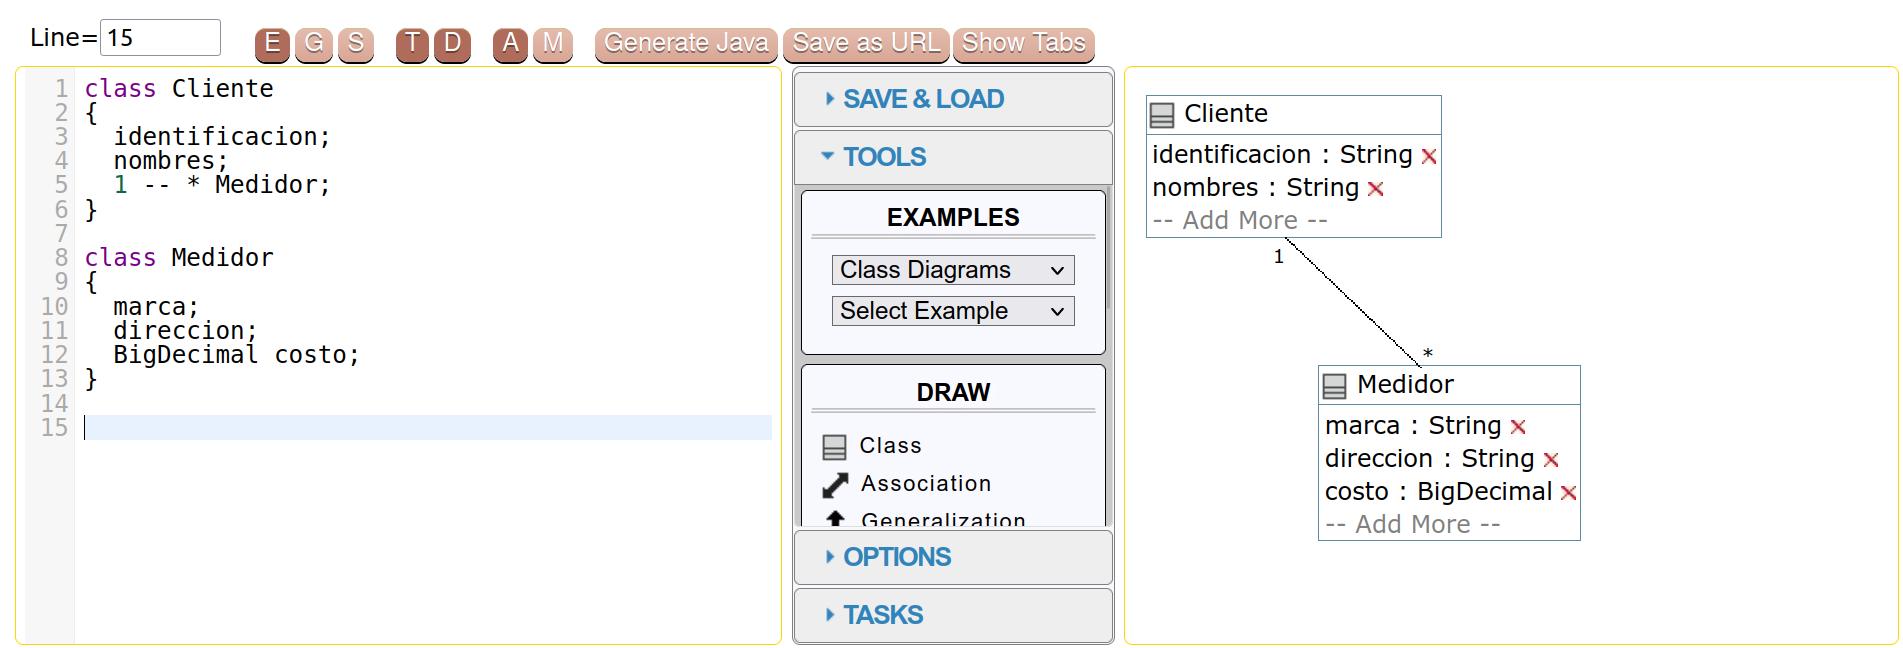 Line= 15 E G S T D A M Generate Java Save as URL Show Tabs
1 class Cliente
2 {
3 identificacion;
4 nombres;
5 1 -- * Medidor;
6 }
7
8 class Medidor
9 {
10 marca;
11 direccion;
12 BigDecimal costo;
13 }
14
15
SAVE & LOAD
TOOLS
EXAMPLES
Class Diagrams
Select Example
DRAW
Class
Association
Generalization
OPTIONS
TASKS
Cliente
identificacion : String
nombres : String
-- Add More --
1
*
Medidor
marca : String
direccion : String
costo : BigDecimal
-- Add More --